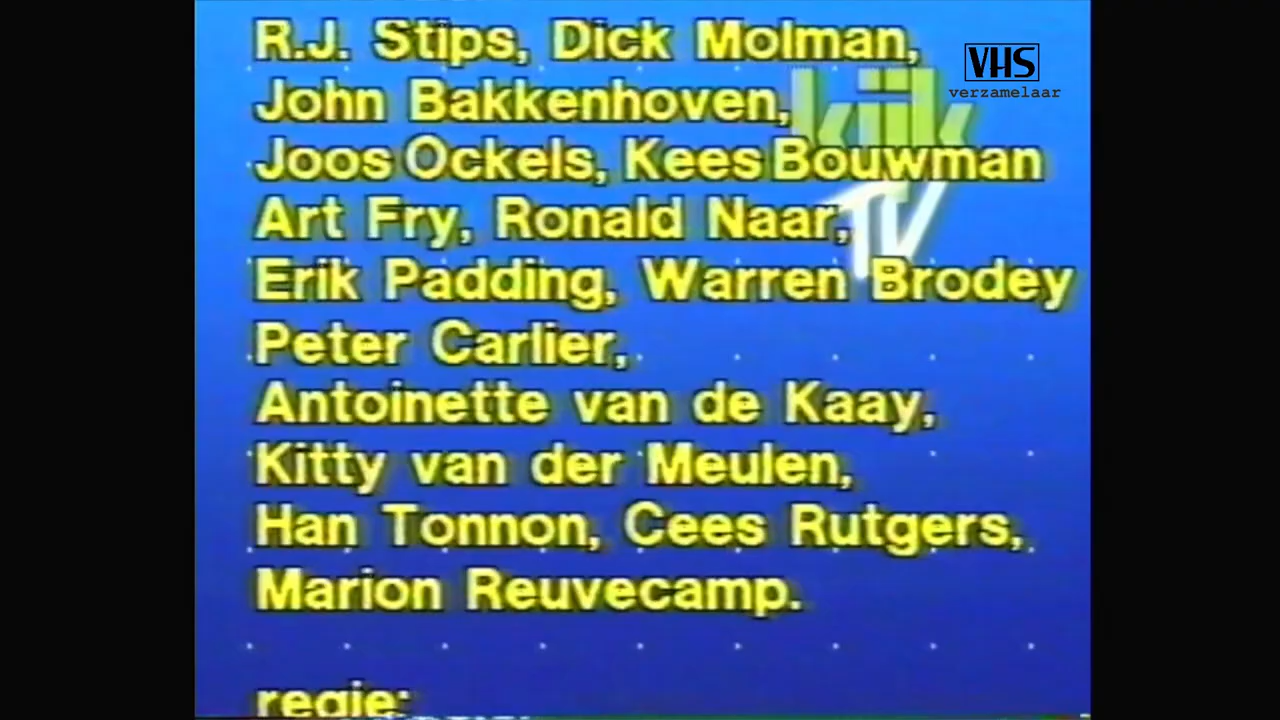 R.J. Stips, Dick Molman,
VHS
verzamelaar
John Bakkenhoven,
kijk
Joos Ockels, Kees Bouwman
Art Fry, Ronald Naar,
TV
Erik Padding, Warren Brodey
Peter Carlier,
Antoinette van de Kaay,
Kitty van der Meulen,
Han Tonnon, Cees Rutgers,
Marion Reuvecamp.
regie: